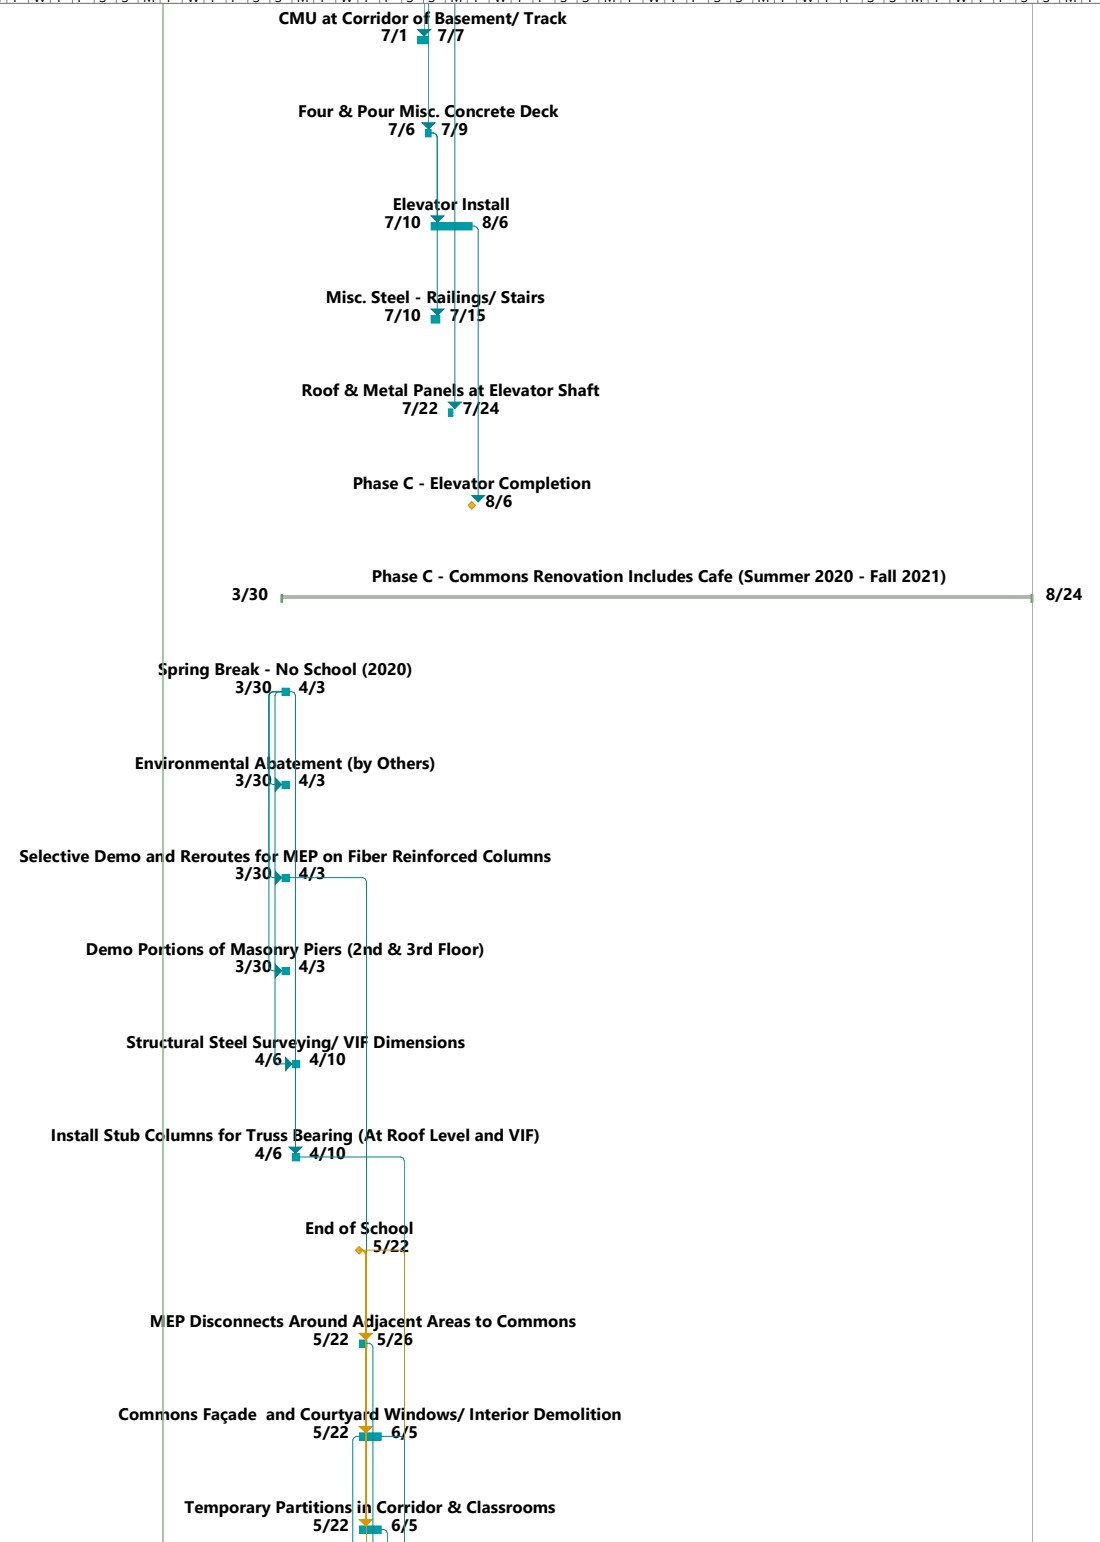 CMU at Corridor of Basement/ Track
7/1 7/7
Four & Pour Misc. Concrete Deck
7/6 7/9
Elevator Install
7/10 8/6
Misc. Steel - Railings/ Stairs
7/10 7/15
Roof & Metal Panels at Elevator Shaft
7/22 7/24
Phase C - Elevator Completion
8/6
Phase C - Commons Renovation Includes Cafe (Summer 2020 - Fall 2021)
3/30 8/24
Spring Break - No School (2020)
3/30 4/3
Environmental Abatement (by Others)
3/30 4/3
Selective Demo and Reroutes for MEP on Fiber Reinforced Columns
3/30 4/3
Demo Portions of Masonry Piers (2nd & 3rd Floor)
3/30 4/3
Structural Steel Surveying/ VIF Dimensions
4/6 4/10
Install Stub Columns for Truss Bearing (At Roof Level and VIF)
4/6 4/10
End of School
5/22
MEP Disconnects Around Adjacent Areas to Commons
5/22 5/26
Commons Façade  and Courtyard Windows/ Interior Demolition
5/22 6/5
Temporary Partitions in Corridor & Classrooms
5/22 6/5